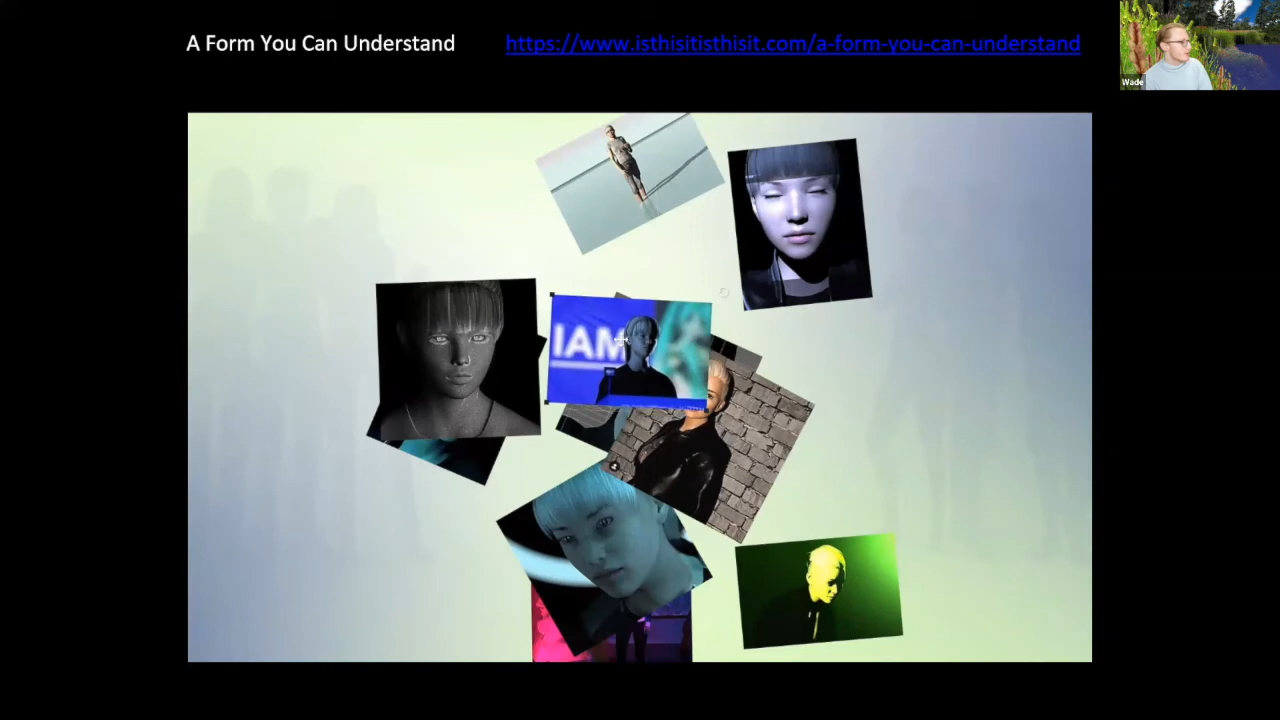 A Form You Can Understand
https://www.isthisitisthisit.com/a-form-you-can-understand
Wade
IAM